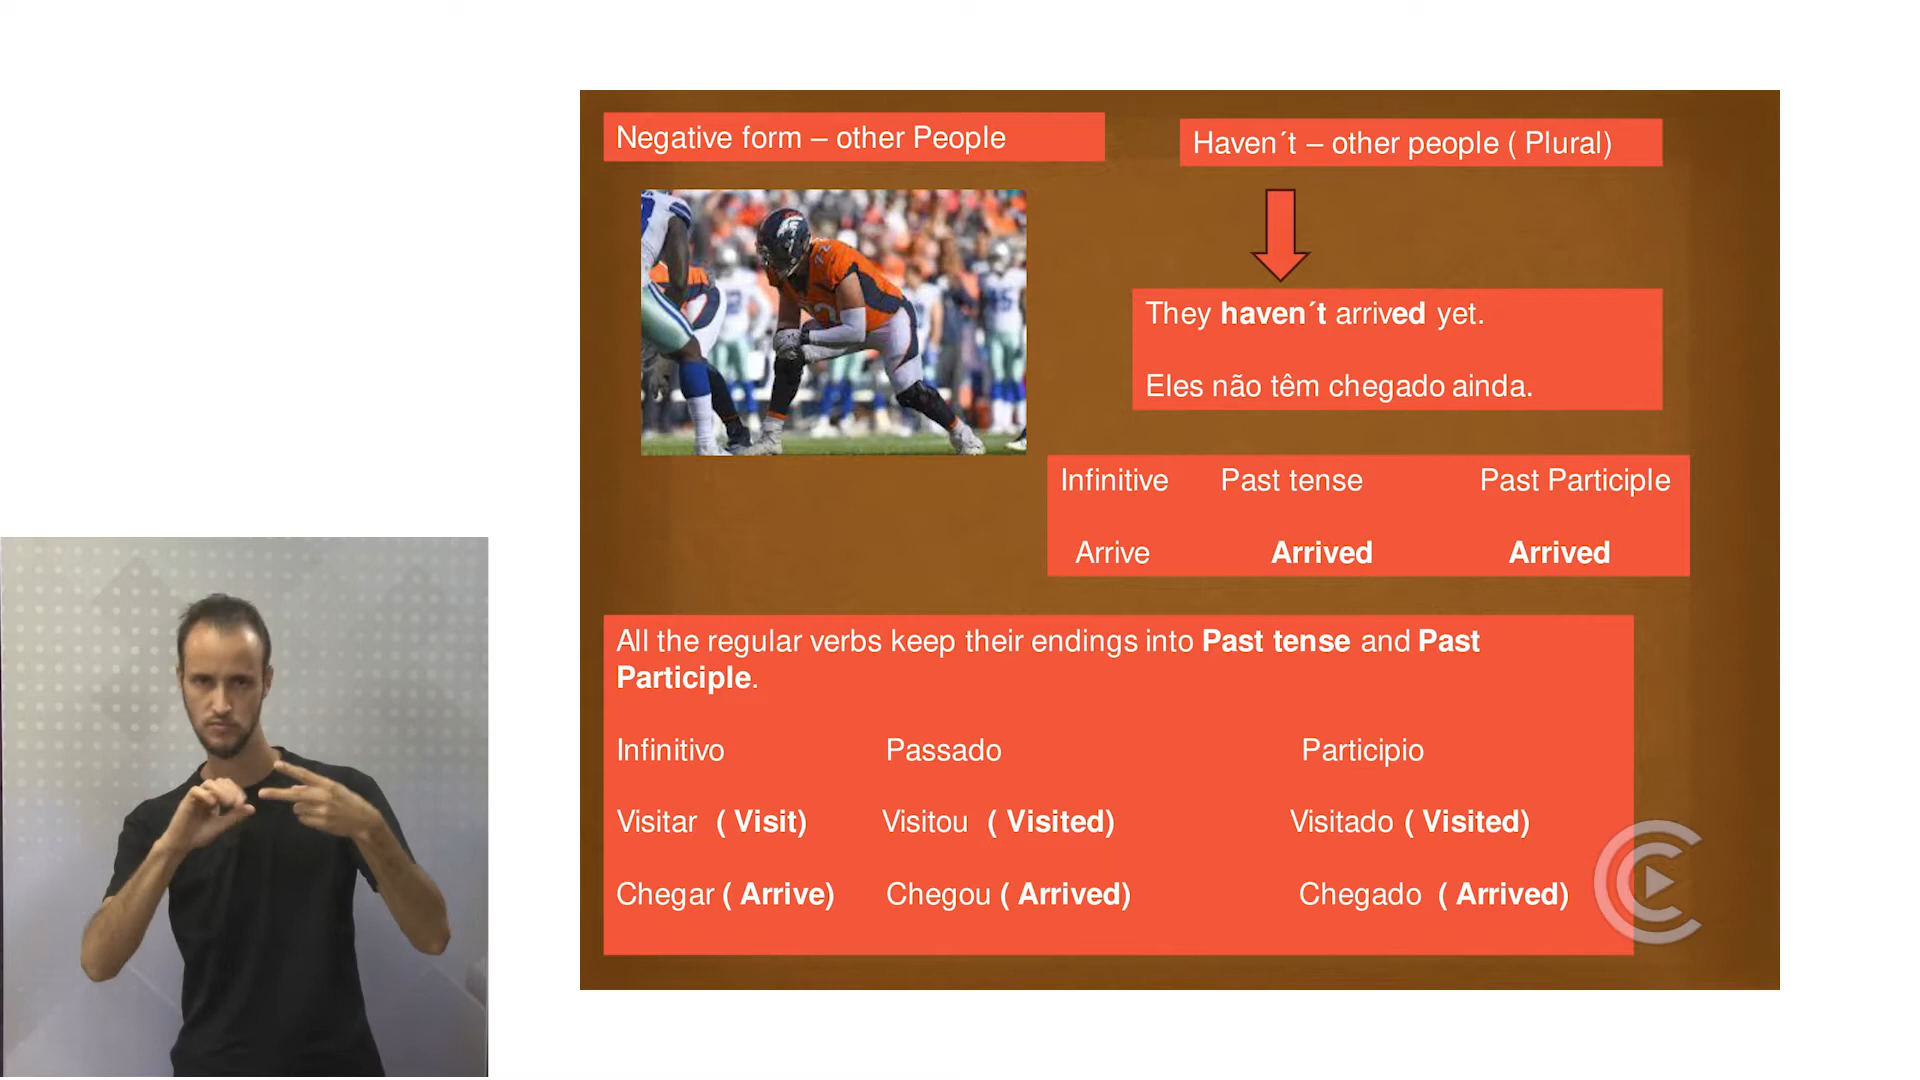 Negative form – other People
Haven´t – other people ( Plural)
They haven´t arrived yet.
Eles não têm chegado ainda.
Infinitive Past tense Past Participle
Arrive Arrived Arrived
All the regular verbs keep their endings into Past tense and Past
Participle.
Infinitivo Passado Participio
Visitar ( Visit) Visitou ( Visited) Visitado ( Visited)
Chegar ( Arrive) Chegou ( Arrived) Chegado ( Arrived)